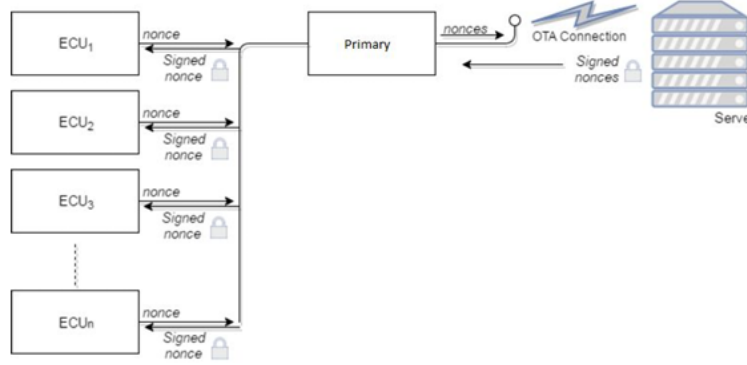 ECU1
nonce
Signed
nonce
Primary
nonces
OTA Connection
Signed
nonces
Serve
ECU2
nonce
Signed
nonce
ECU3
nonce
Signed
nonce
ECUn
nonce
Signed
nonce